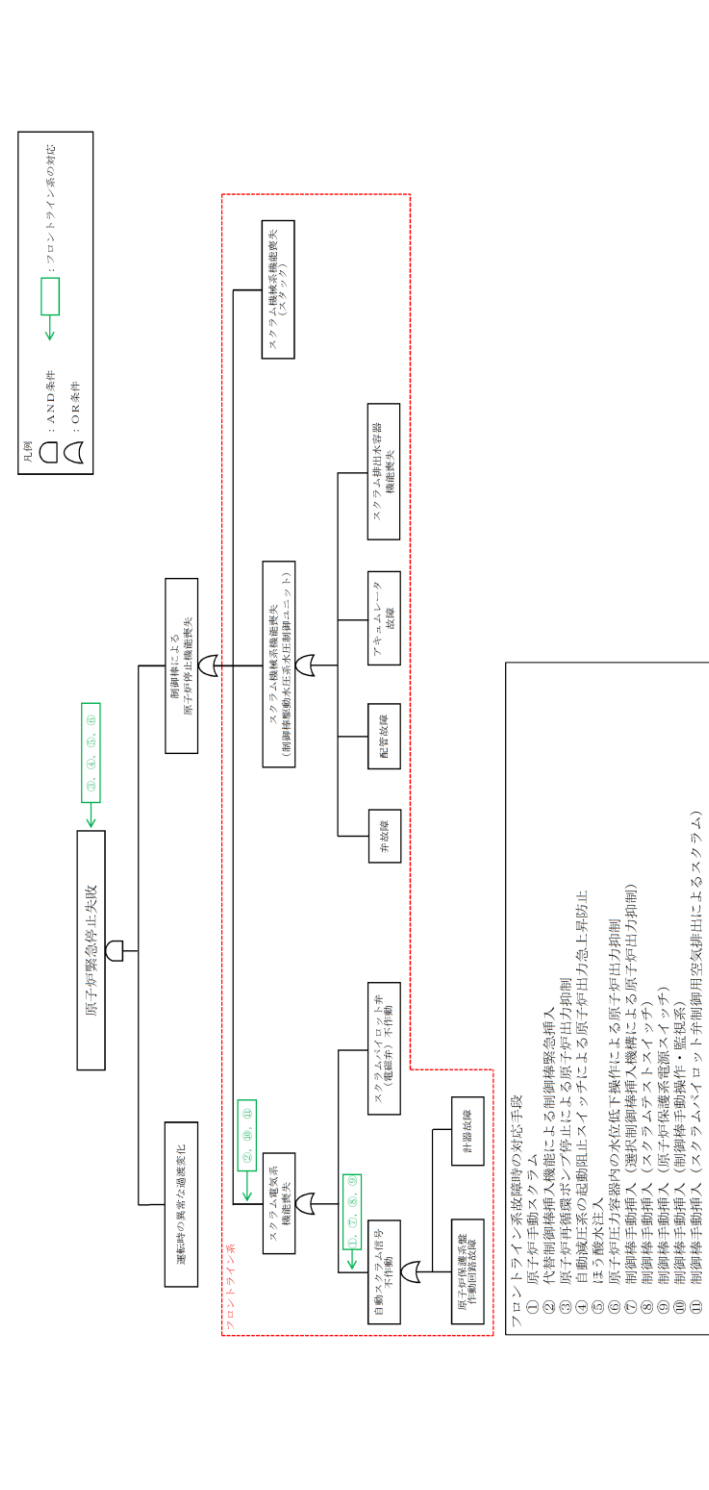 凡例
：AND条件
：OR条件
：フロントライン系の対応
原子炉緊急停止失敗
③，④，⑤，⑥
運転時の異常な過渡変化
制御棒による
原子炉停止機能喪失
フロントライン系
②，⑩，⑪
スクラム電気系
機能喪失
スクラム機械系機能喪失
（制御棒駆動水圧系水圧制御ユニット）
スクラム機械系機能喪失
（スタック）
①，⑦，⑧，⑨
自動スクラム信号
不作動
スクラムパイロット弁
（電磁弁）不作動
弁故障
配管故障
アキュムレータ
故障
スクラム排出水容器
機能喪失
原子炉保護系盤
作動回路故障
計器故障
フロントライン系故障時の対応手段
① 原子炉手動スクラム
② 代替制御棒挿入機能による制御棒緊急挿入
③ 原子炉再循環ポンプ停止による原子炉出力抑制
④ 自動減圧系の起動阻止スイッチによる原子炉出力急上昇防止
⑤ ほう酸水注入
⑥ 原子炉圧力容器内の水位低下操作による原子炉出力抑制
⑦ 制御棒手動挿入（選択制御棒挿入機構による原子炉出力抑制）
⑧ 制御棒手動挿入（スクラムテストスイッチ）
⑨ 制御棒手動挿入（原子炉保護系電源スイッチ）
⑩ 制御棒手動挿入（制御棒手動操作・監視系）
⑪ 制御棒手動挿入（スクラムパイロット弁制御用空気排出によるスクラム）